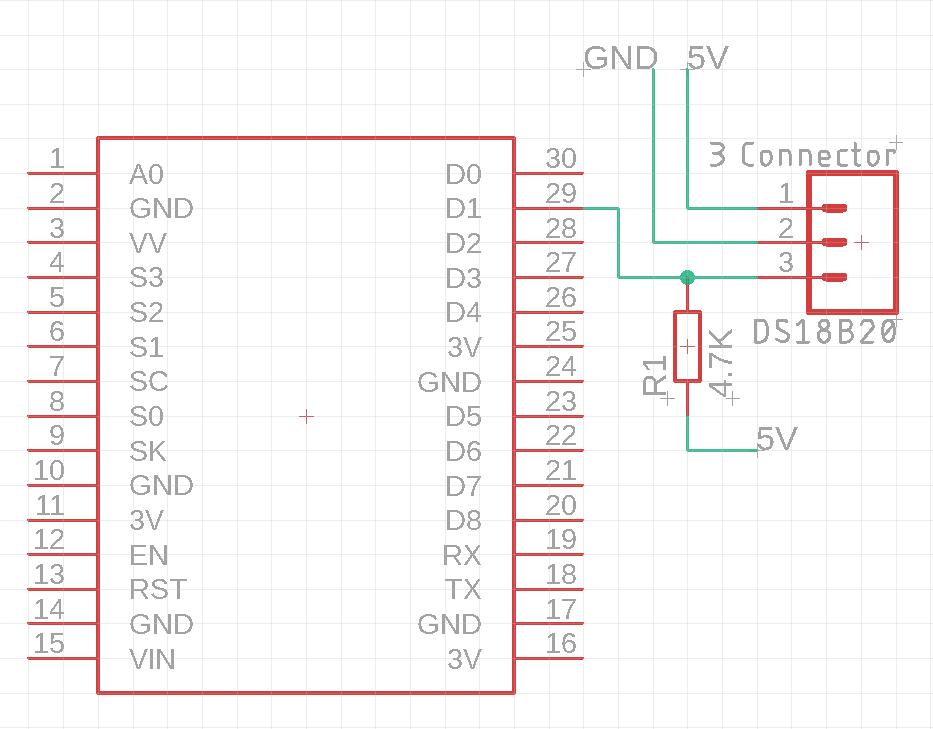 GND 5V
3 Connector
1
2
3
DS18B20
R1
4.7K
5V
1 A0 D0 30
2 GND D1 29
3 VV D2 28
4 S3 D3 27
5 S2 D4 26
6 S1 3V 25
7 SC GND 24
8 S0 D5 23
9 SK D6 22
10 GND D7 21
11 3V D8 20
12 EN RX 19
13 RST TX 18
14 GND GND 17
15 VIN 3V 16